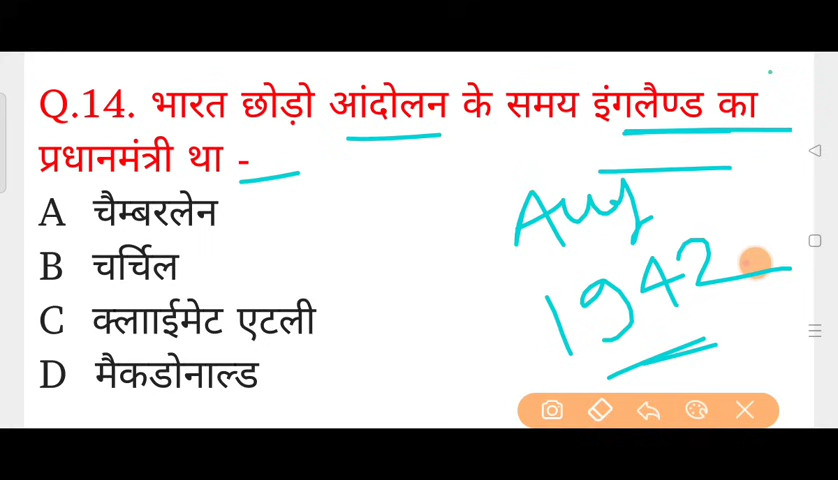 Q.14. भारत छोड़ो आंदोलन के समय इंगलैण्ड का
प्रधानमंत्री था -
A चैम्बरलेन
B चर्चिल
C क्लााईमेट एटली
D मैकडोनाल्ड
Aug
1942